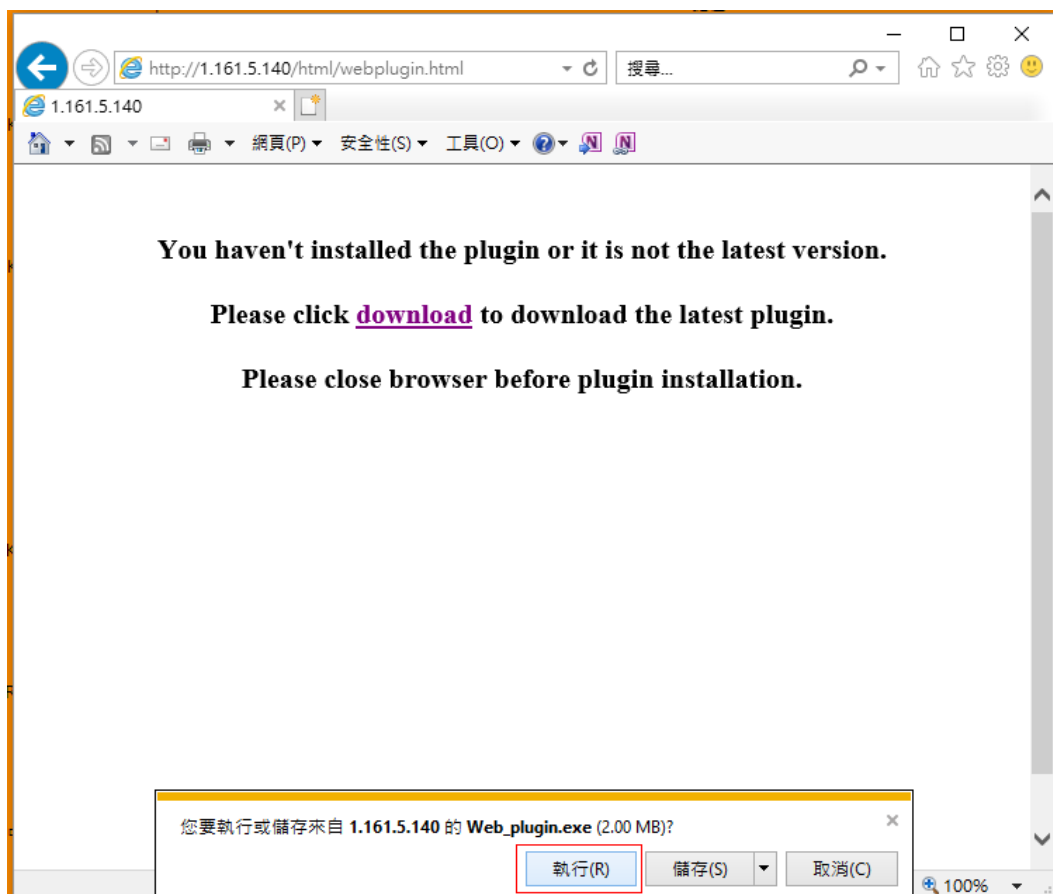 http://1.161.5.140/html/webplugin.html
搜尋...
1.161.5.140
網頁(P) 安全性(S) 工具(O)
You haven't installed the plugin or it is not the latest version.
Please click download to download the latest plugin.
Please close browser before plugin installation.
您要執行或儲存來自 1.161.5.140 的 Web_plugin.exe (2.00 MB)?
執行(R) 儲存(S) 取消(C)
100%